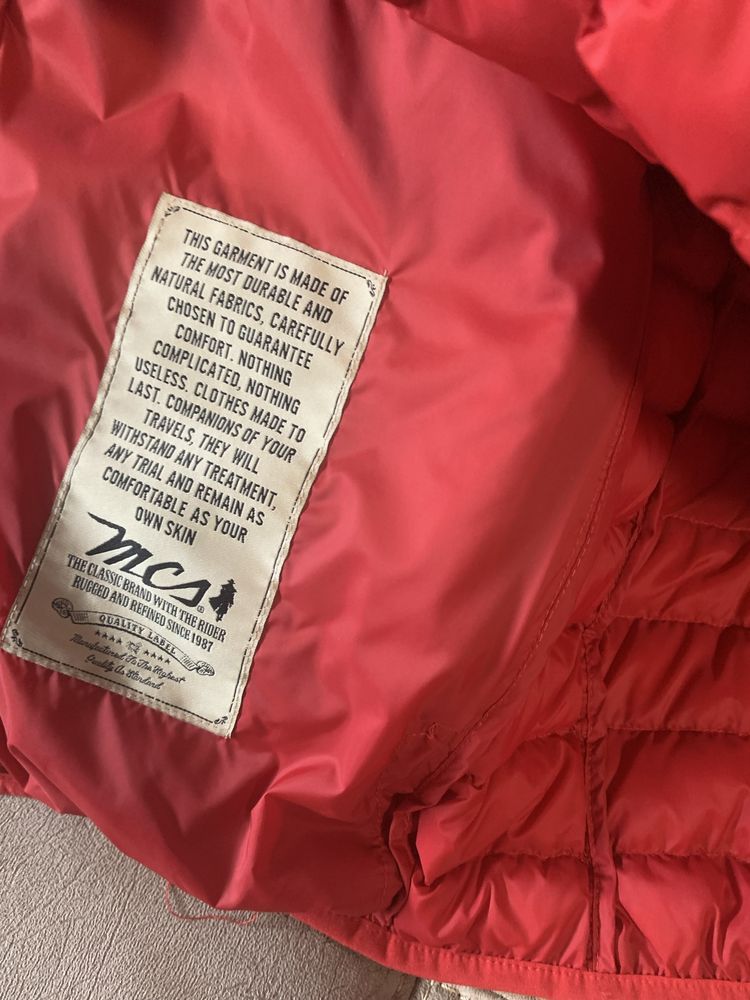 THIS GARMENT IS MADE OF
THE MOST DURABLE AND
NATURAL FABRICS, CAREFULLY
CHOSEN TO GUARANTEE
COMFORT. NOTHING
COMPLICATED, NOTHING
USELESS, CLOTHES MADE TO
LAST. COMPANIONS OF YOUR
TRAVELS, THEY WILL
WITHSTAND ANY TREATMENT,
ANY TRIAL AND REMAIN AS
COMFORTABLE AS YOUR
OWN SKIN
MCS®
THE CLASSIC BRAND WITH THE RIDER
RUGGED AND REFINED SINCE 1987
QUALITY LABEL
Manufactured To The Highest
Quality As Standard